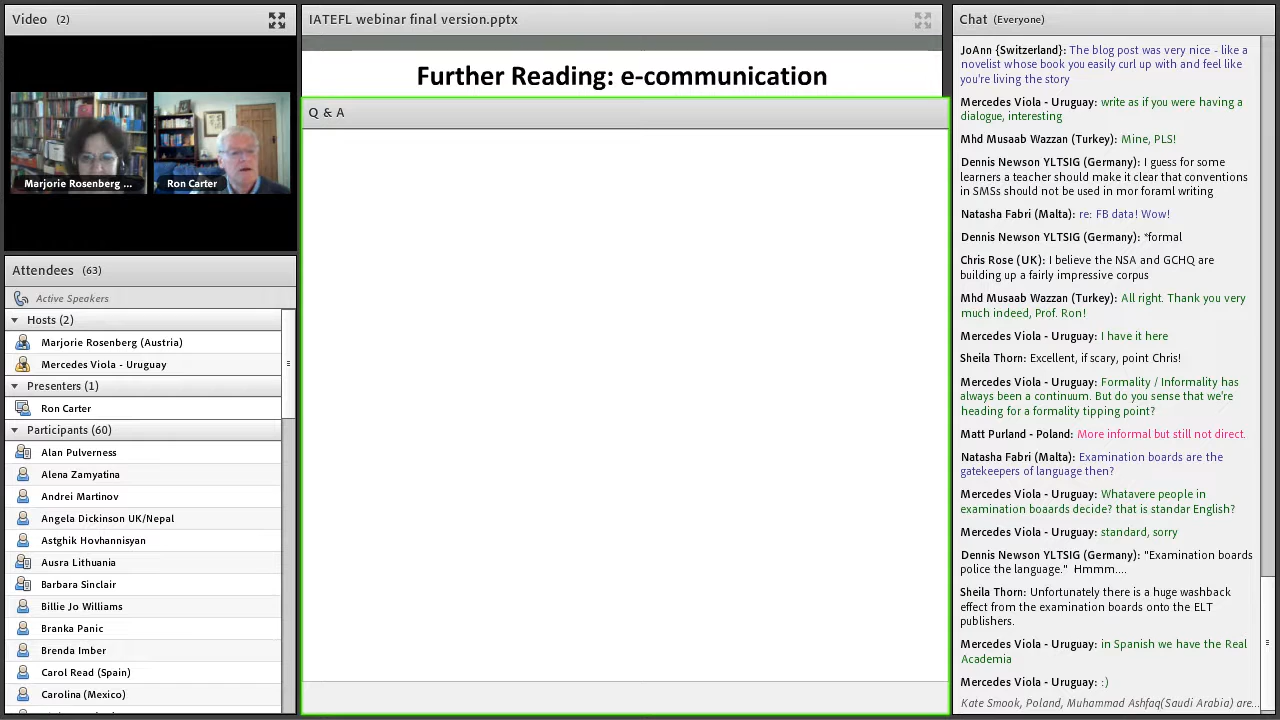 Video (2)
Marjorie Rosenberg ...
Ron Carter
Attendees (63)
Active Speakers
Hosts (2)
Marjorie Rosenberg (Austria)
Mercedes Viola - Uruguay
Presenters (1)
Ron Carter
Participants (60)
Alan Pulverness
Alena Zamyatina
Andrei Martinov
Angela Dickinson UK/Nepal
Astghik Hovhannisyan
Ausra Lithuania
Barbara Sinclair
Billie Jo Williams
Branka Panic
Brenda Imber
Carol Read (Spain)
Carolina (Mexico)
IATEFL webinar final version.pptx
Further Reading: e-communication
Q & A
Chat (Everyone)
JoAnn {Switzerland}: The blog post was very nice - like a
novelist whose book you easily curl up with and feel like
you're living the story
Mercedes Viola - Uruguay: write as if you were having a
dialogue, interesting
Mhd Musaab Wazzan (Turkey): Mine, PLS!
Dennis Newson YLTSIG (Germany): I guess for some
learners a teacher should make it clear that conventions
in SMSs should not be used in mor foraml writing
Natasha Fabri (Malta): re: FB data! Wow!
Dennis Newson YLTSIG (Germany): *formal
Chris Rose (UK): I believe the NSA and GCHQ are
building up a fairly impressive corpus
Mhd Musaab Wazzan (Turkey): All right. Thank you very
much indeed, Prof. Ron!
Mercedes Viola - Uruguay: I have it here
Sheila Thorn: Excellent, if scary, point Chris!
Mercedes Viola - Uruguay: Formality / Informality has
always been a continuum. But do you sense that we're
heading for a formality tipping point?
Matt Purland - Poland: More informal but still not direct.
Natasha Fabri (Malta): Examination boards are the
gatekeepers of language then?
Mercedes Viola - Uruguay: Whatavere people in
examination boaards decide? that is standar English?
Mercedes Viola - Uruguay: standard, sorry
Dennis Newson YLTSIG (Germany): "Examination boards
police the language." Hmmm....
Sheila Thorn: Unfortunately there is a huge washback
effect from the examination boards onto the ELT
publishers.
Mercedes Viola - Uruguay: in Spanish we have the Real
Academia
Mercedes Viola - Uruguay: :)
Kate Smook, Poland, Muhammad Ashfaq(Saudi Arabia) are...